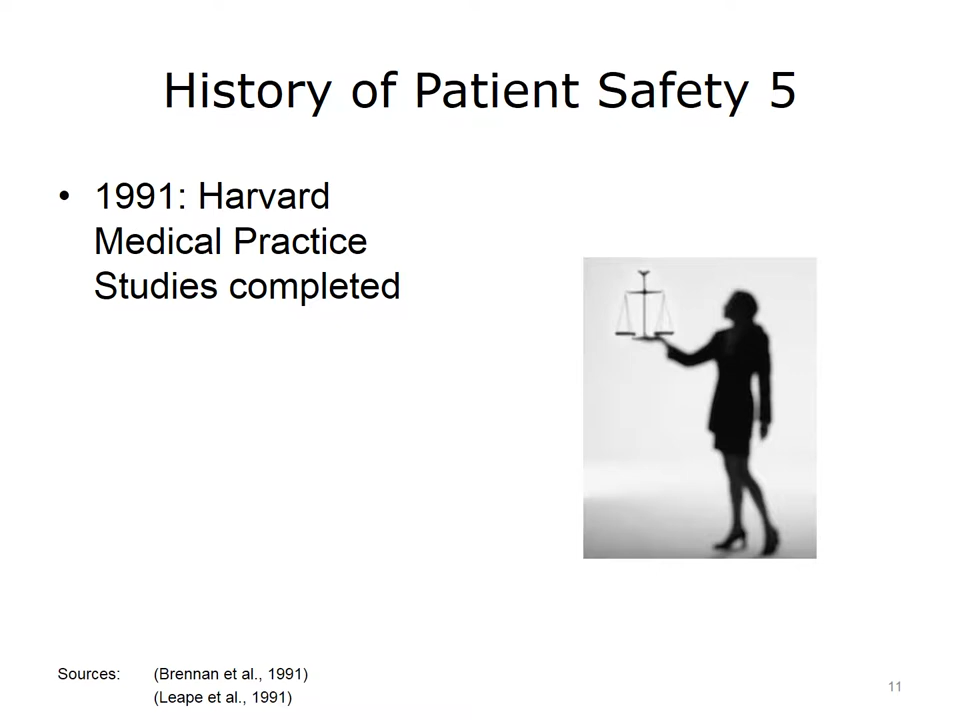 History of Patient Safety 5
• 1991: Harvard
Medical Practice
Studies completed
Sources: (Brennan et al., 1991)
(Leape et al., 1991)
11